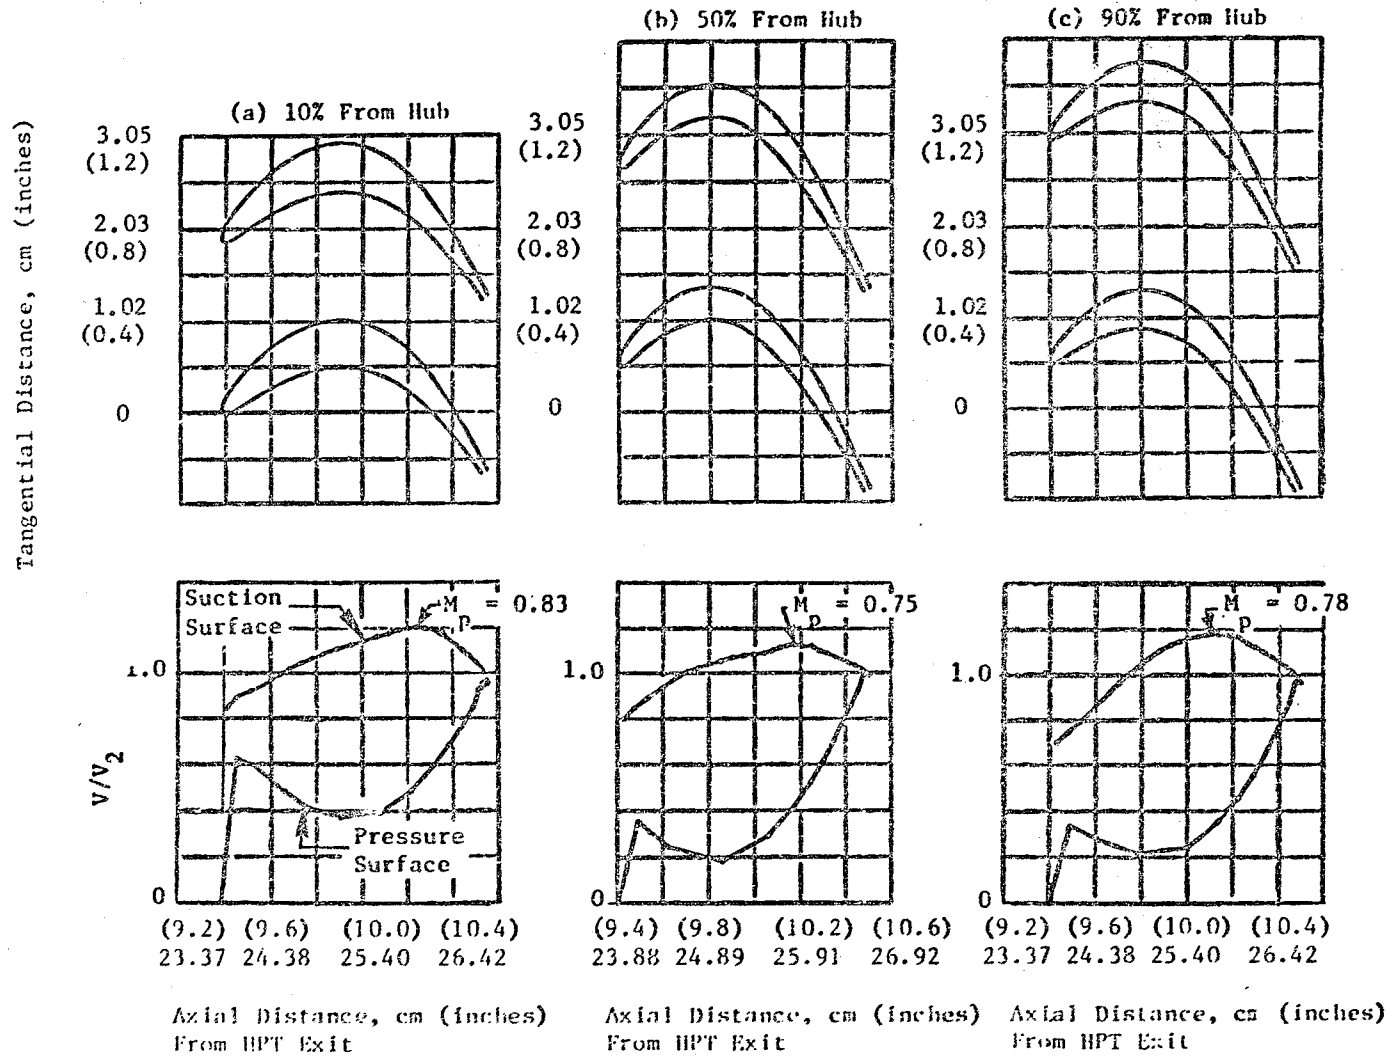 (a) 10% From Hub
(b) 50% From Hub
(c) 90% From Hub
Tangential Distance, cm (inches)
3.05
(1.2)
2.03
(0.8)
1.02
(0.4)
0
3.05
(1.2)
2.03
(0.8)
1.02
(0.4)
0
3.05
(1.2)
2.03
(0.8)
1.02
(0.4)
0
V/V2
Suction
Surface
Mp = 0.83
Pressure
Surface
1.0
0
Mp = 0.75
1.0
0
Mp = 0.78
1.0
0
(9.2) (9.6) (10.0) (10.4)
23.37 24.38 25.40 26.42
Axial Distance, cm (inches)
From HPT Exit
(9.4) (9.8) (10.2) (10.6)
23.88 24.89 25.91 26.92
Axial Distance, cm (inches)
From HPT Exit
(9.2) (9.6) (10.0) (10.4)
23.37 24.38 25.40 26.42
Axial Distance, cm (inches)
From HPT Exit